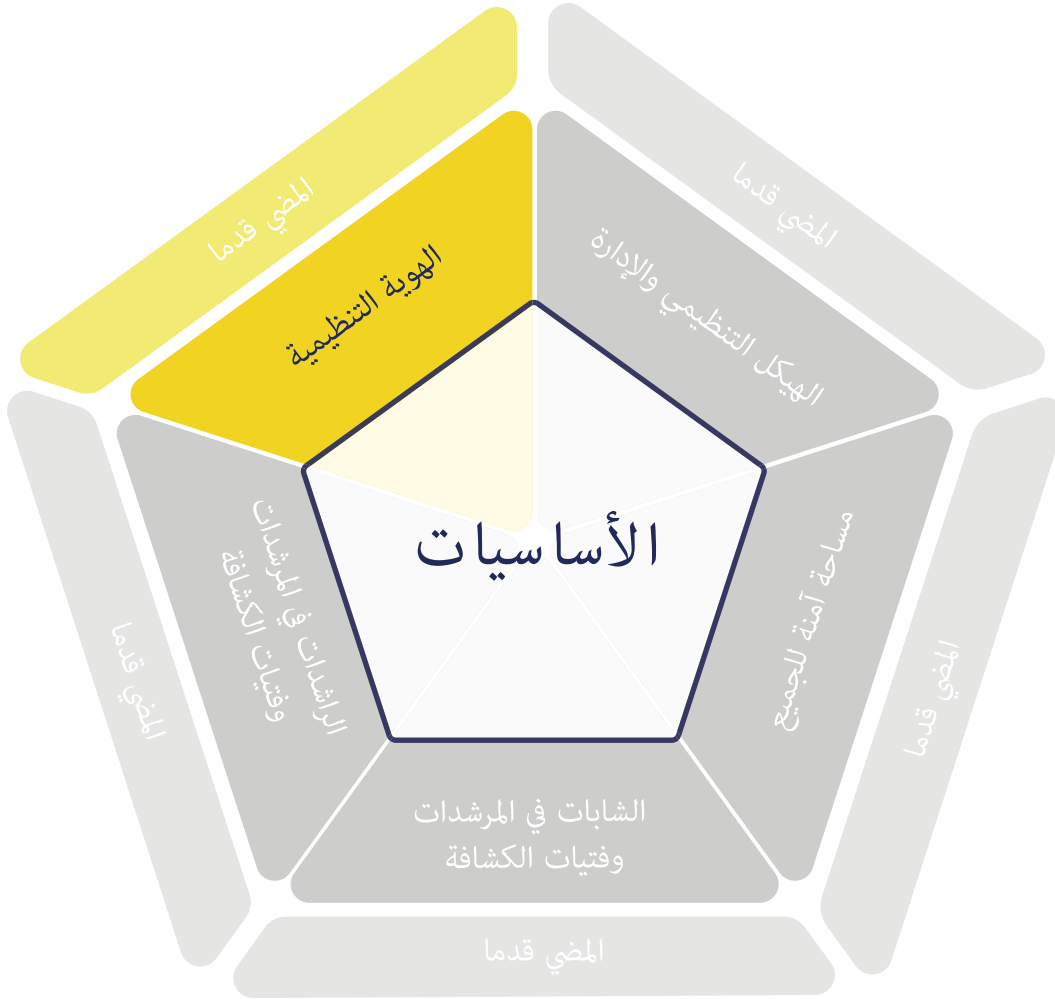 المضي قدما
المضي قدما
الهوية التنظيمية
الهيكل التنظيمي والإدارة
الأساسيات
مساحة آمنة للجميع
المضي قدما
الراشدات في المرشدات
وفتيات الكشافة
المضي قدما
الشابات في المرشدات
وفتيات الكشافة
المضي قدما